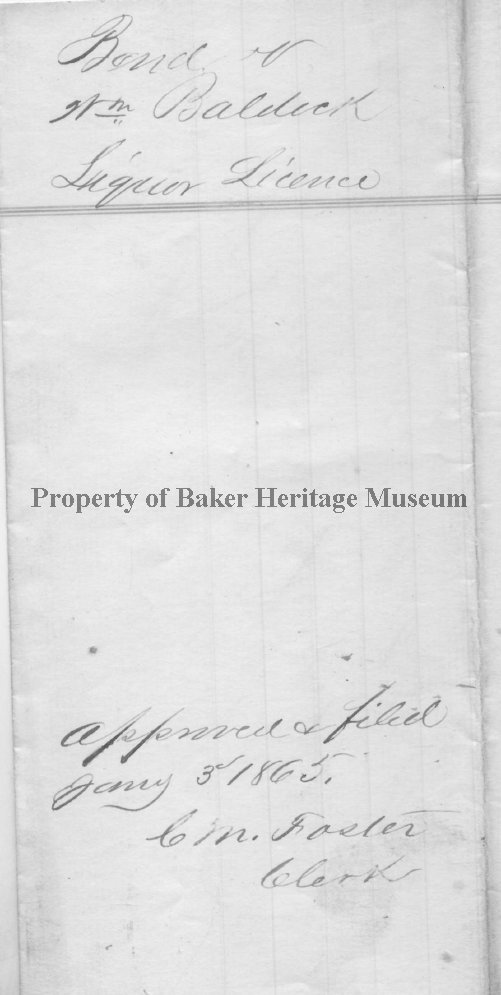 Bond of
Wm Baldock
Liquor Licence
Property of Baker Heritage Museum
approved & filed
Jany 3d 1865.
C M. Foster
Clerk